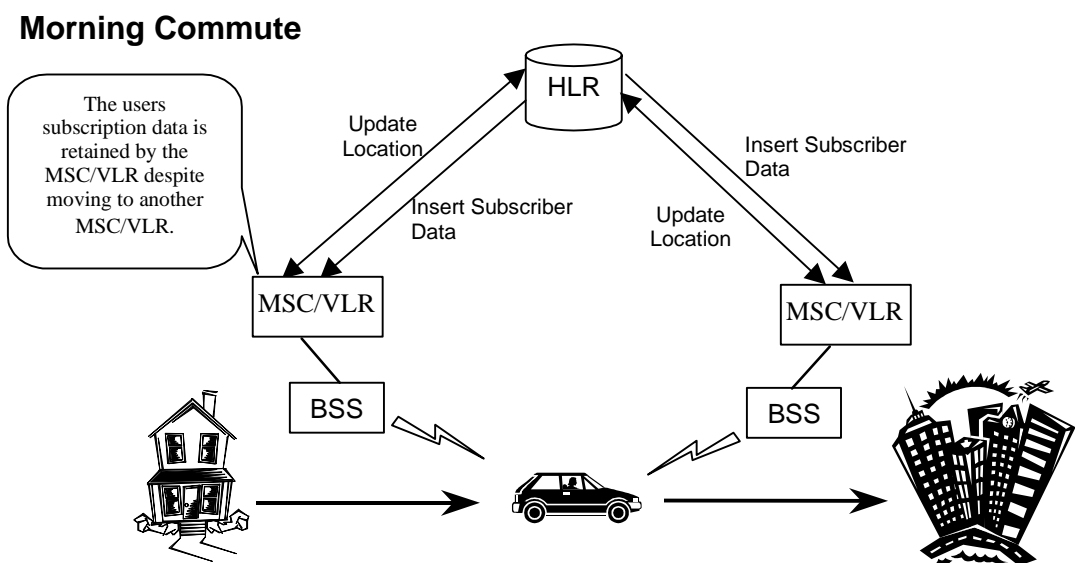 Morning Commute
The users
subscription data is
retained by the
MSC/VLR despite
moving to another
MSC/VLR.
HLR
Update
Location
Insert Subscriber
Data
Insert Subscriber
Data
Update
Location
MSC/VLR
MSC/VLR
BSS
BSS